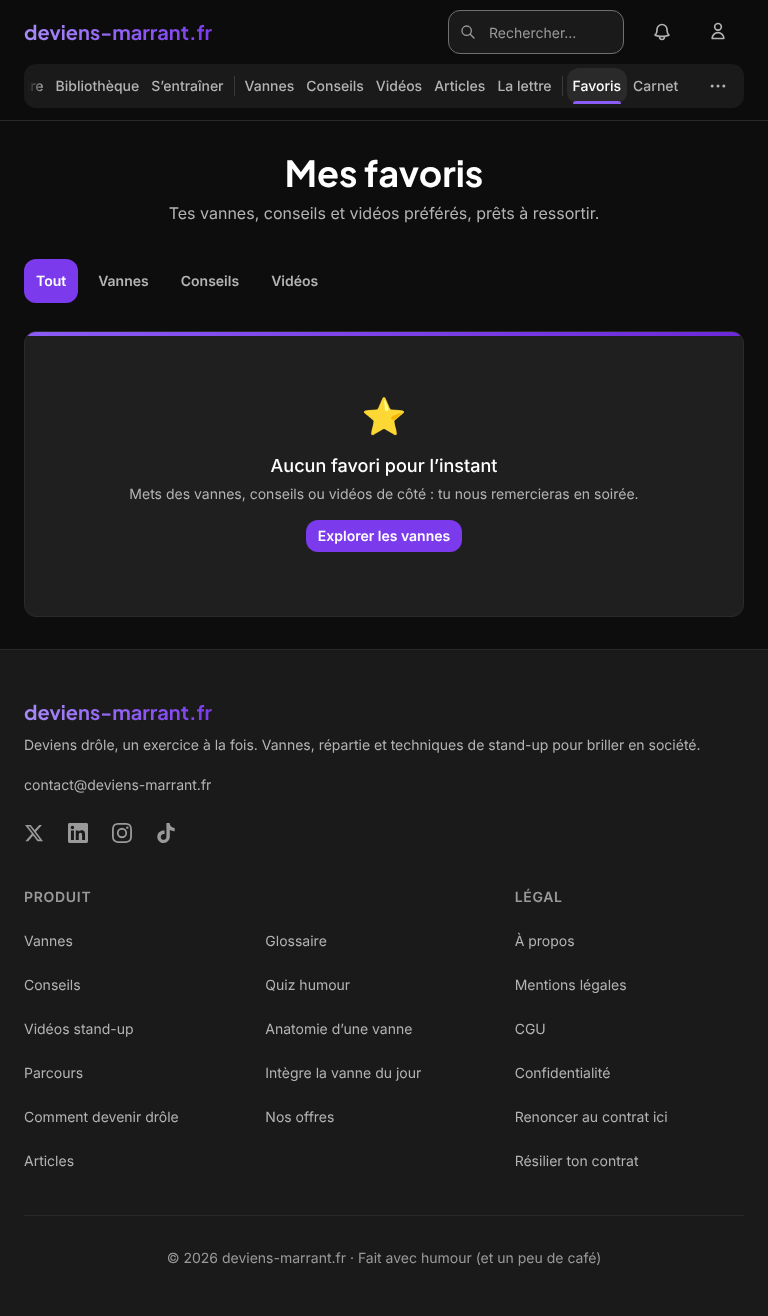 deviens-marrant.fr
Rechercher...
re Bibliothèque S’entraîner Vannes Conseils Vidéos Articles La lettre Favoris Carnet
Mes favoris
Tes vannes, conseils et vidéos préférés, prêts à ressortir.
Tout Vannes Conseils Vidéos
Aucun favori pour l’instant
Mets des vannes, conseils ou vidéos de côté : tu nous remercieras en soirée.
Explorer les vannes
deviens-marrant.fr
Deviens drôle, un exercice à la fois. Vannes, répartie et techniques de stand-up pour briller en société.
contact@deviens-marrant.fr
PRODUIT LÉGAL
Vannes Glossaire À propos
Conseils Quiz humour Mentions légales
Vidéos stand-up Anatomie d’une vanne CGU
Parcours Intègre la vanne du jour Confidentialité
Comment devenir drôle Nos offres Renoncer au contrat ici
Articles Résilier ton contrat
© 2026 deviens-marrant.fr · Fait avec humour (et un peu de café)